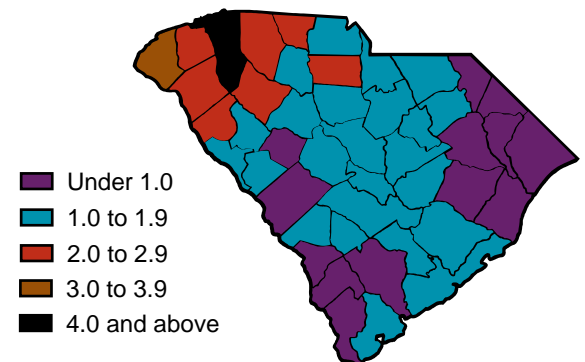 Under 1.0
1.0 to 1.9
2.0 to 2.9
3.0 to 3.9
4.0 and above